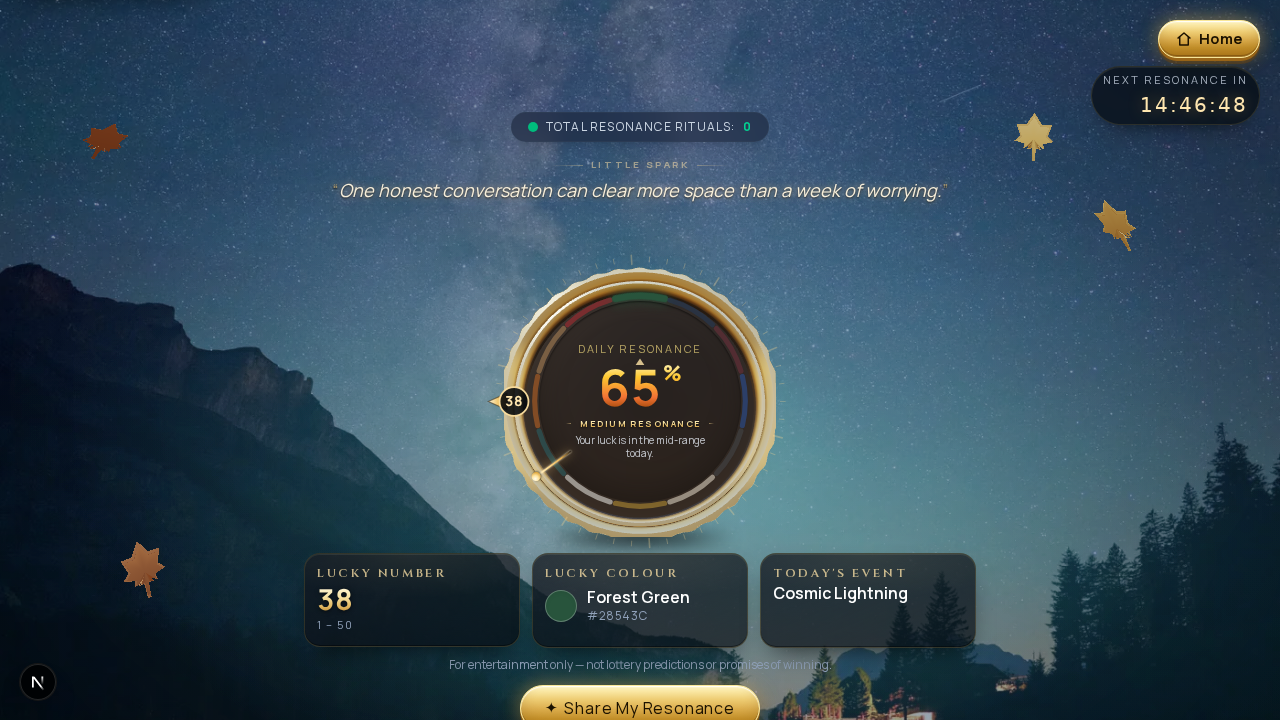 Home
NEXT RESONANCE IN
14:46:48
TOTAL RESONANCE RITUALS: 0
LITTLE SPARK
“One honest conversation can clear more space than a week of worrying.”
DAILY RESONANCE
65%
38
MEDIUM RESONANCE
Your luck is in the mid-range
today.
LUCKY NUMBER
38
1 – 50
LUCKY COLOUR
Forest Green
#28543C
TODAY'S EVENT
Cosmic Lightning
For entertainment only — not lottery predictions or promises of winning.
N
✦ Share My Resonance